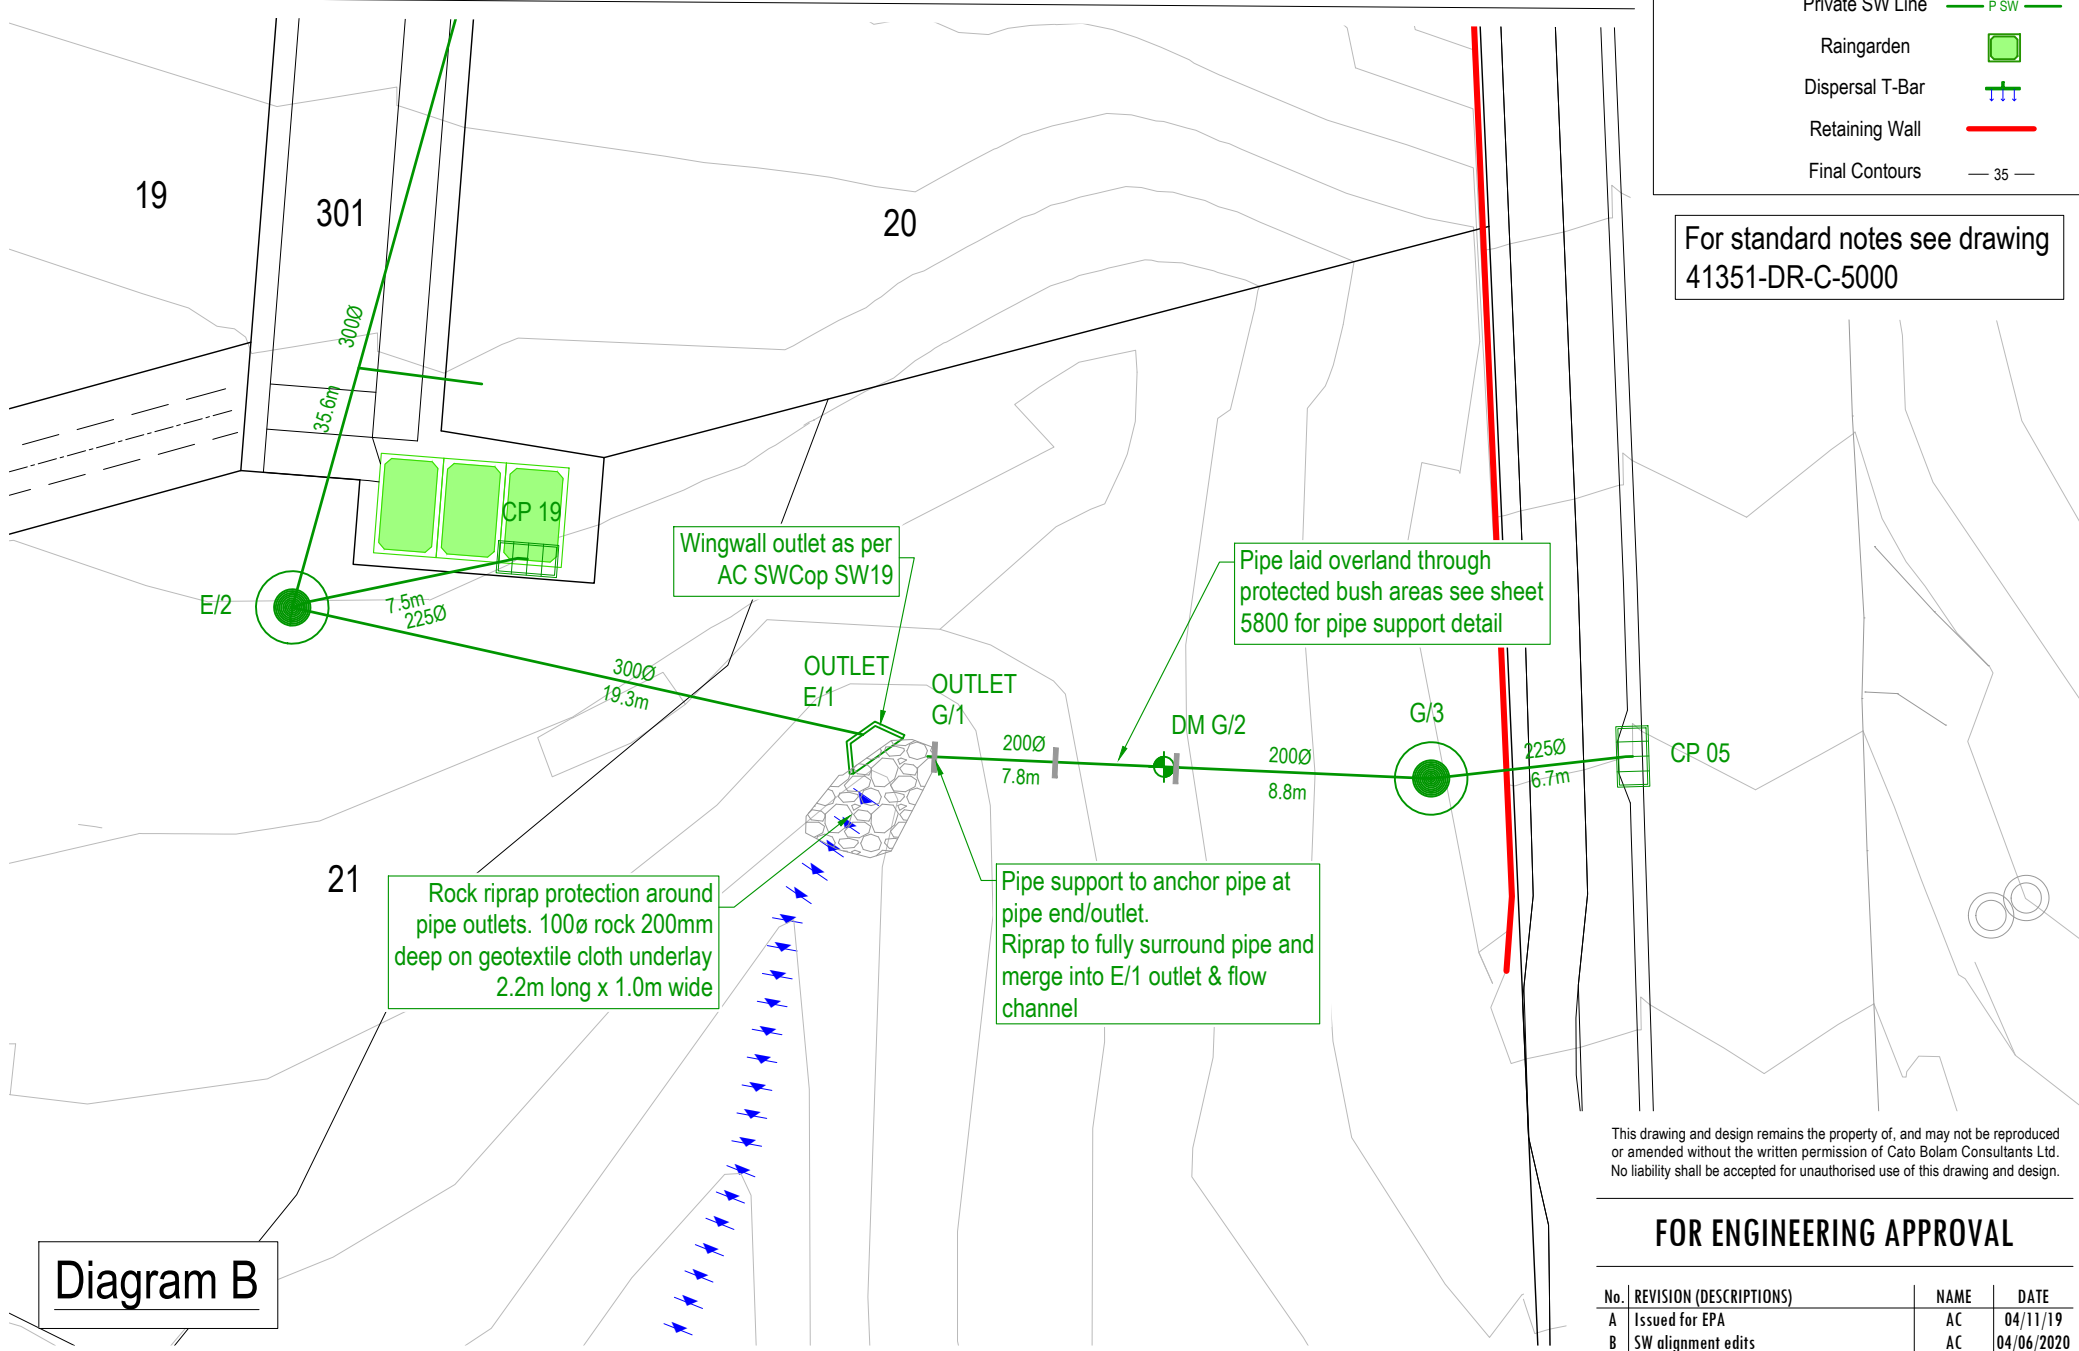 Private SW Line
P SW
Raingarden
Dispersal T-Bar
Retaining Wall
Final Contours
35
For standard notes see drawing
41351-DR-C-5000
19
301
20
300Ø
35.6m
CP 19
E/2
7.5m
225Ø
300Ø
19.3m
Wingwall outlet as per
AC SWCop SW19
Pipe laid overland through
protected bush areas see sheet
5800 for pipe support detail
OUTLET
E/1
OUTLET
G/1
200Ø
7.8m
DM G/2
200Ø
8.8m
G/3
225Ø
6.7m
CP 05
21
Rock riprap protection around
pipe outlets. 100ø rock 200mm
deep on geotextile cloth underlay
2.2m long x 1.0m wide
Pipe support to anchor pipe at
pipe end/outlet.
Riprap to fully surround pipe and
merge into E/1 outlet & flow
channel
Diagram B
This drawing and design remains the property of, and may not be reproduced
or amended without the written permission of Cato Bolam Consultants Ltd.
No liability shall be accepted for unauthorised use of this drawing and design.
FOR ENGINEERING APPROVAL
No. REVISION (DESCRIPTIONS) NAME DATE
A Issued for EPA AC 04/11/19
B SW alignment edits AC 04/06/2020